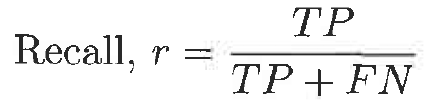 Recall, r = TP / TP + FN